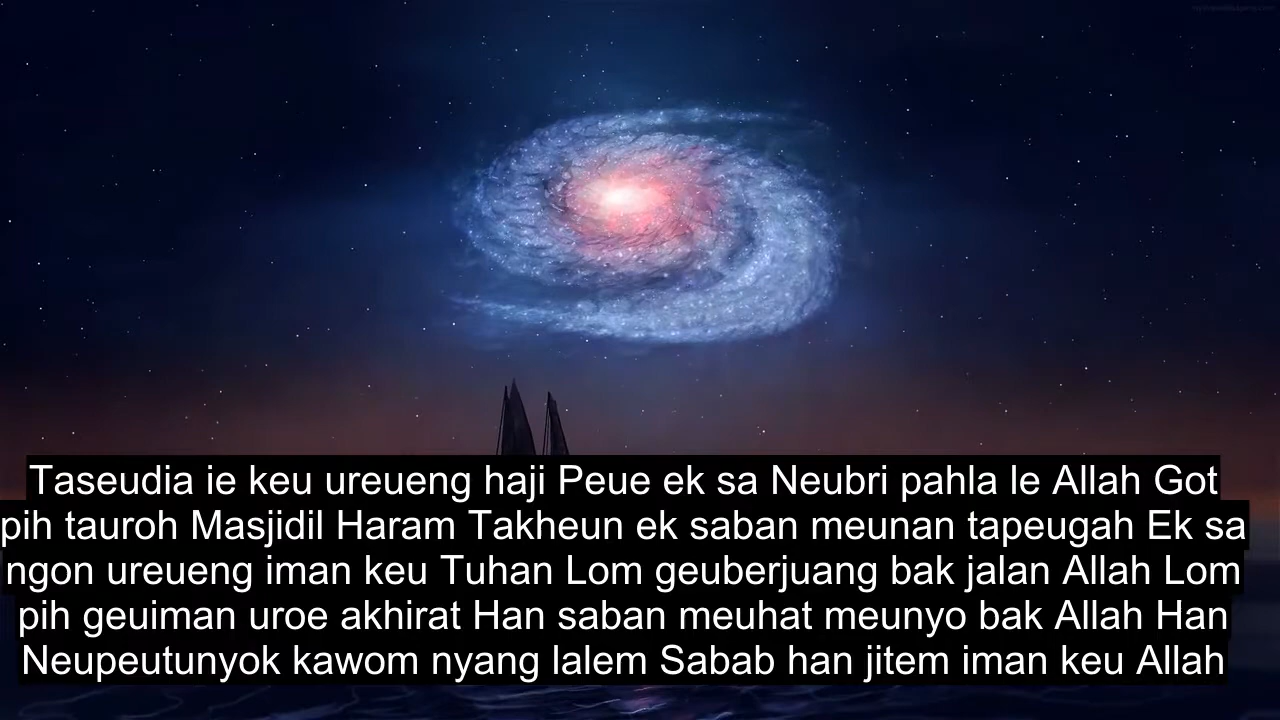 Taseudia ie keu ureueng haji Peue ek sa Neubri pahla le Allah Got
pih tauroh Masjidil Haram Takheun ek saban meunan tapeugah Ek sa
ngon ureueng iman keu Tuhan Lom geuberjuang bak jalan Allah Lom
pih geuiman uroe akhirat Han saban meuhat meunyo bak Allah Han
Neupeutunyok kawom nyang lalem Sabab han jitem iman keu Allah